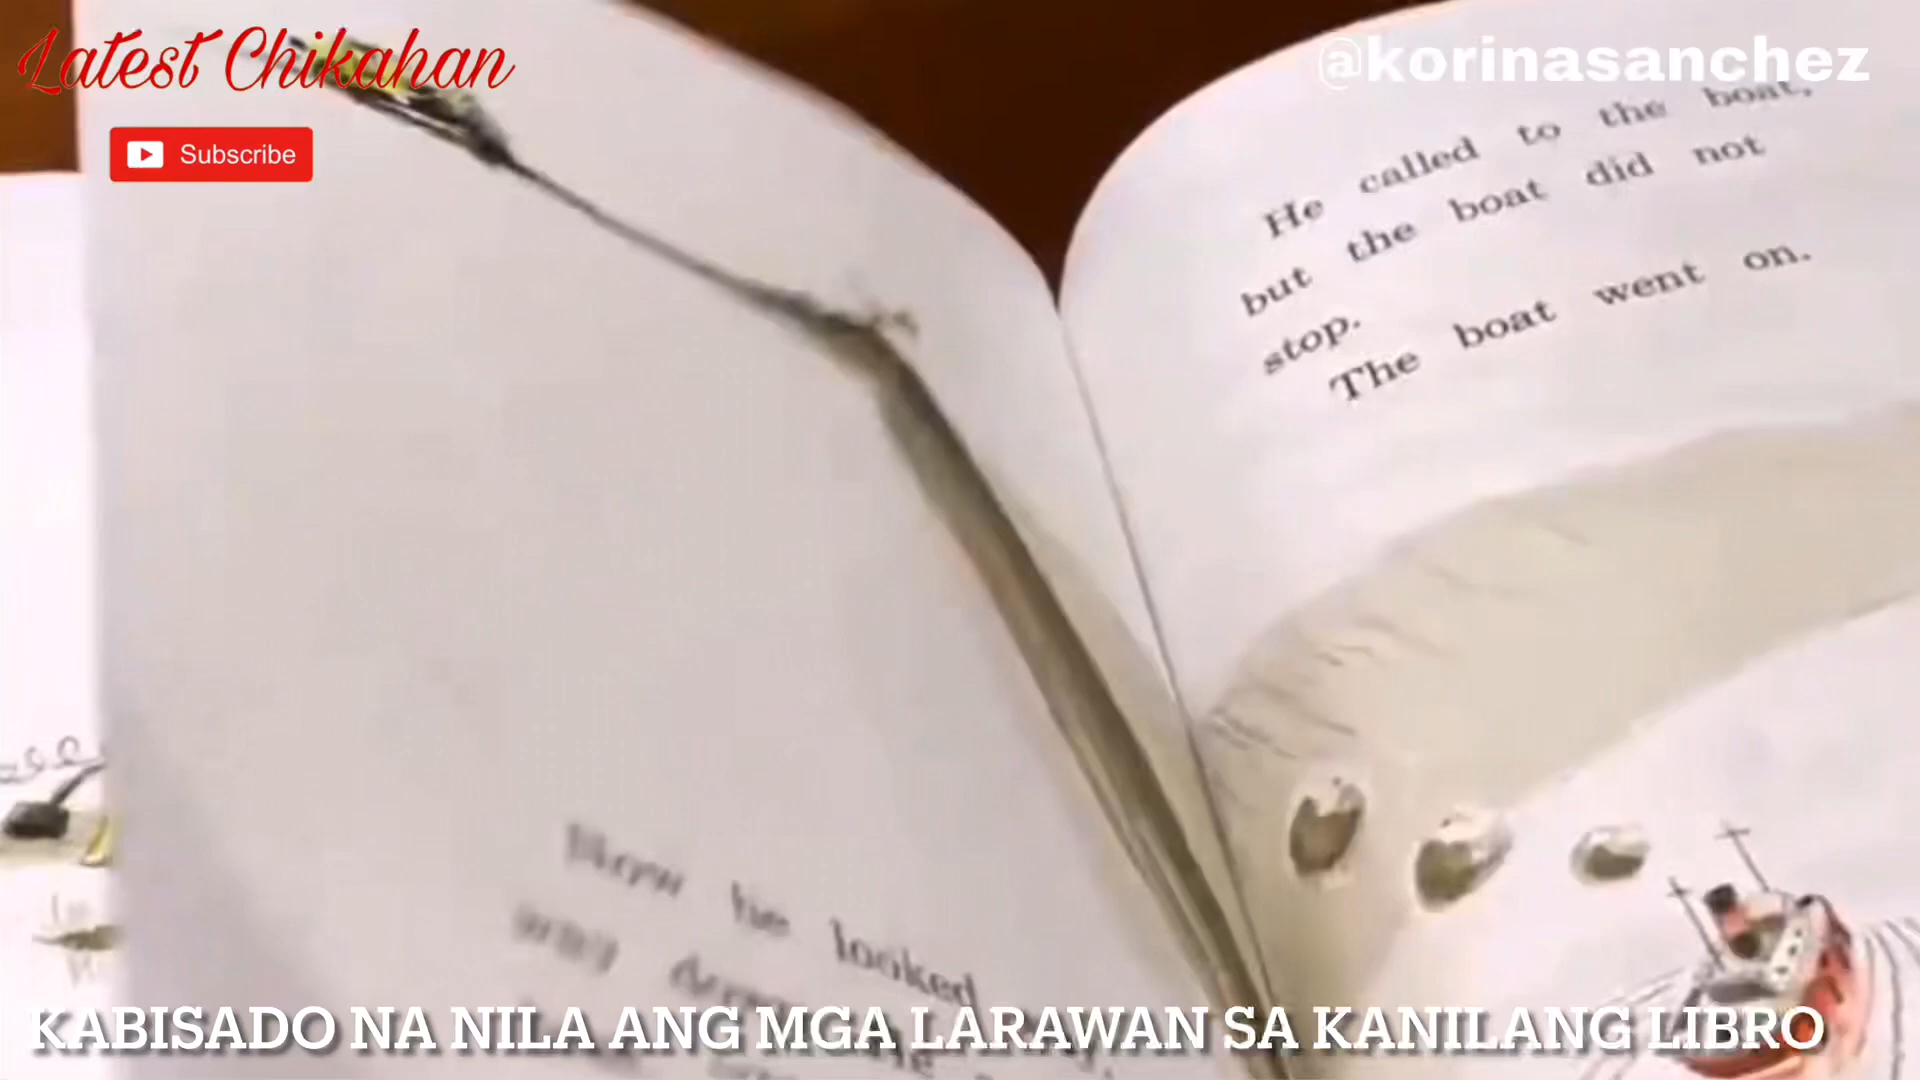 Latest Chikahan
@korinasanchez
Subscribe
He called to the boat,
but the boat did not
stop.
The boat went on.
he looked
KABISADO NA NILA ANG MGA LARAWAN SA KANILANG LIBRO